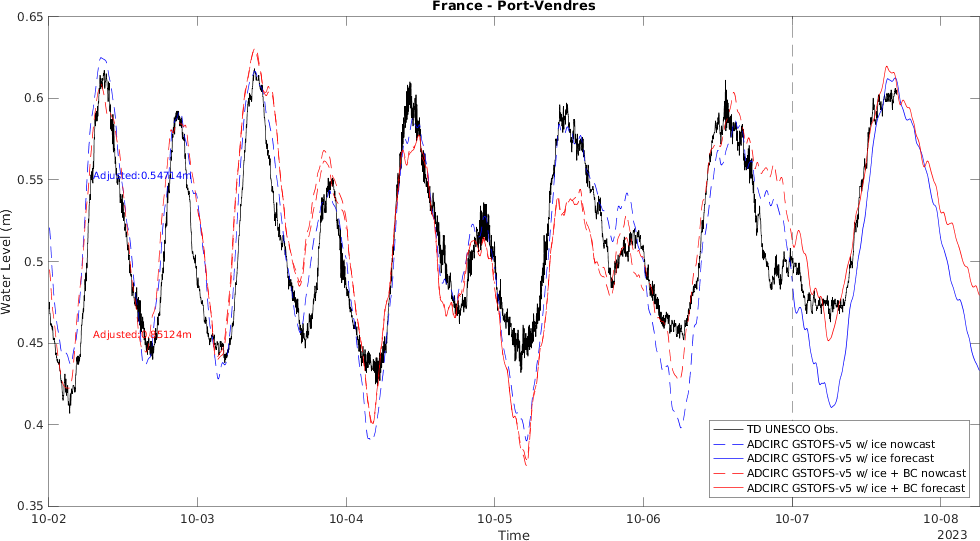 France - Port-Vendres
0.65
0.6
0.55
0.5
0.45
0.4
0.35
Water Level (m)
Adjusted:0.54714m
TD UNESCO Obs.
ADCIRC GSTOFS-v5 w/ ice nowcast
ADCIRC GSTOFS-v5 w/ ice forecast
ADCIRC GSTOFS-v5 w/ ice + BC nowcast
ADCIRC GSTOFS-v5 w/ ice + BC forecast
10-02
10-03
10-04
10-05
10-06
10-07
10-08
Time
2023